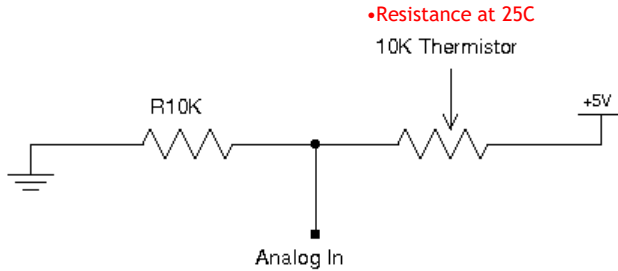 •Resistance at 25C
10K Thermistor
+5V
R10K
Analog In